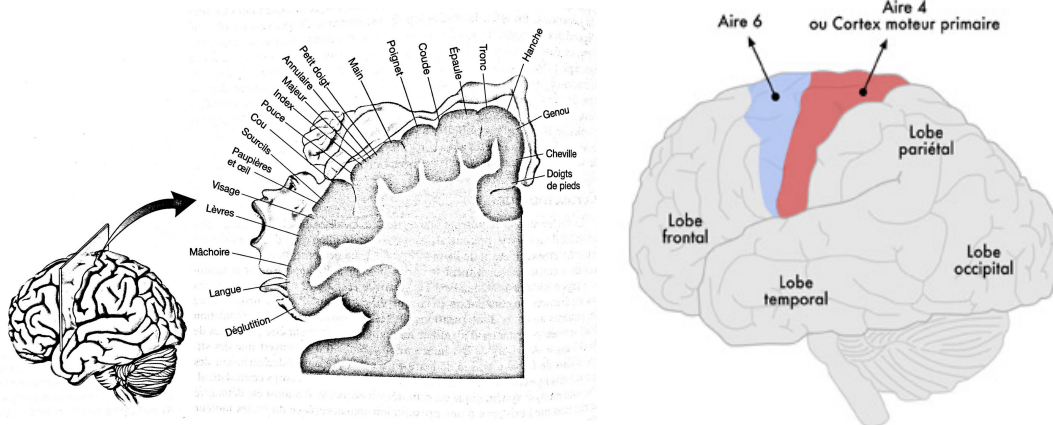 Hanche
Tronc
Épaule
Coude
Poignet
Main
Petit doigt
Annulaire
Majeur
Index
Pouce
Cou
Sourcils
Paupières
et œil
Visage
Lèvres
Mâchoire
Langue
Déglutition
Genou
Cheville
Doigts
de pieds
Aire 6
Aire 4
ou Cortex moteur primaire
Lobe
pariétal
Lobe
frontal
Lobe
occipital
Lobe
temporal